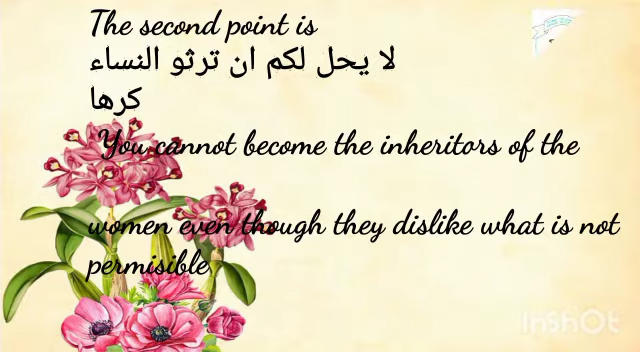 The second point is
لا يحل لكم ان ترثو النساء
كرها
You cannot become the inheritors of the
women even though they dislike what is not
permisible
InShOt